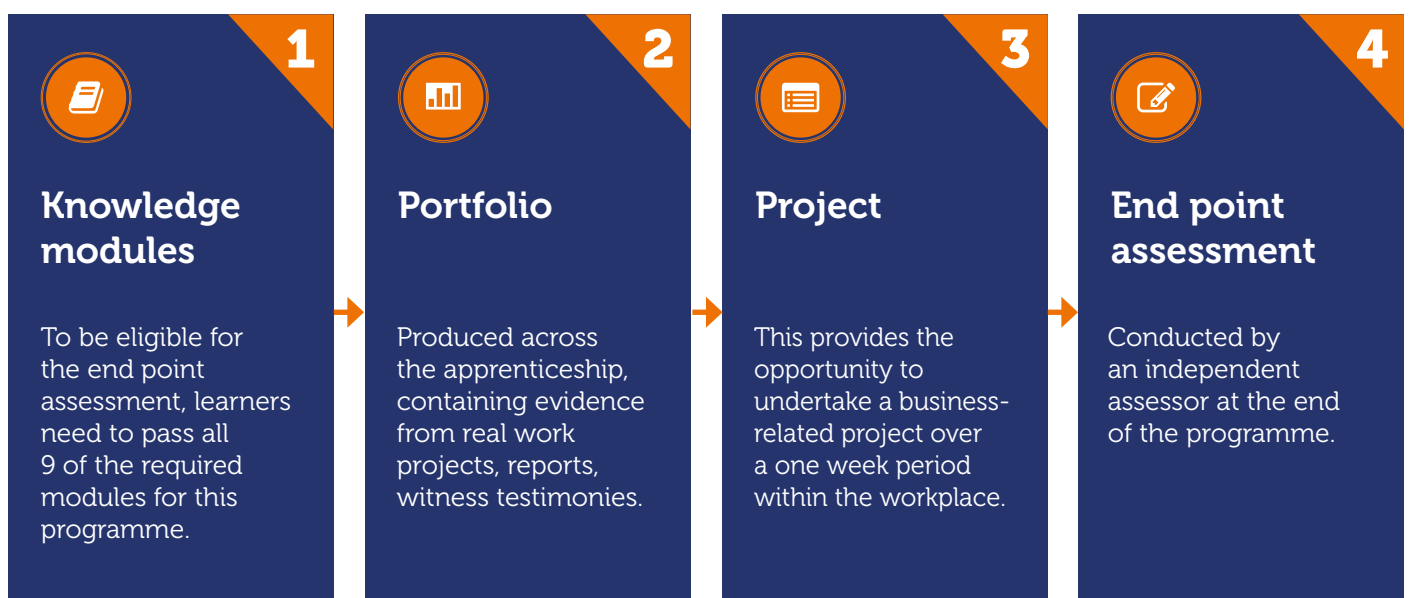 1
Knowledge
modules
To be eligible for
the end point
assessment, learners
need to pass all
9 of the required
modules for this
programme.
2
Portfolio
Produced across
the apprenticeship,
containing evidence
from real work
projects, reports,
witness testimonies.
3
Project
This provides the
opportunity to
undertake a business-
related project over
a one week period
within the workplace.
4
End point
assessment
Conducted by
an independent
assessor at the end
of the programme.